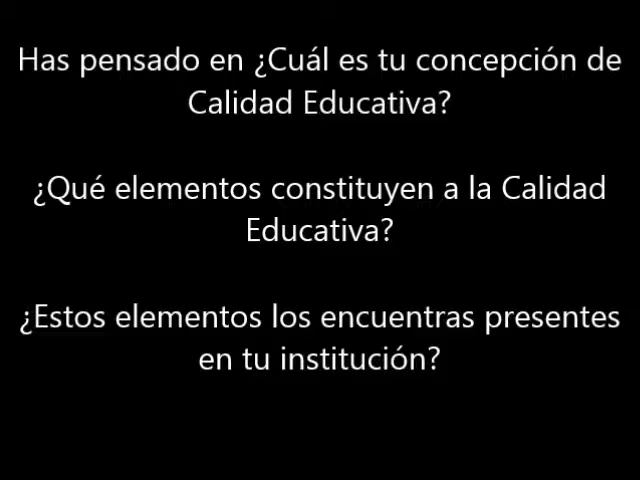 Has pensado en ¿Cuál es tu concepción de
Calidad Educativa?
¿Qué elementos constituyen a la Calidad
Educativa?
¿Estos elementos los encuentras presentes
en tu institución?